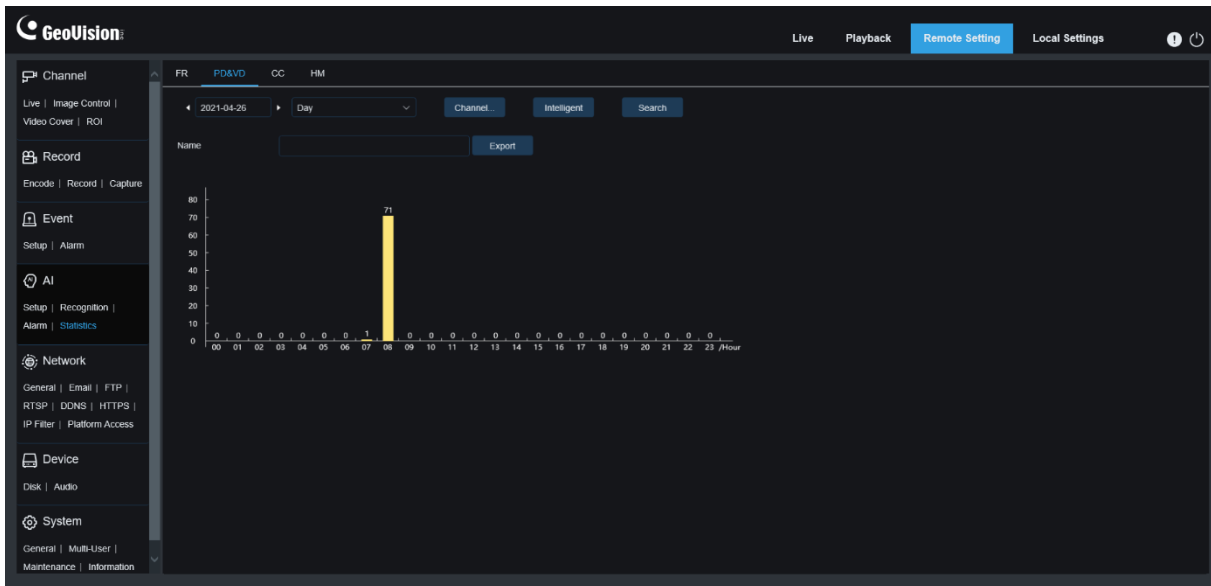 GeoVision
Live Playback Remote Setting Local Settings
Channel
Live | Image Control |
Video Cover | ROI
Record
Encode | Record | Capture
Event
Setup | Alarm
AI
Setup | Recognition |
Alarm | Statistics
Network
General | Email | FTP |
RTSP | DDNS | HTTPS |
IP Filter | Platform Access
Device
Disk | Audio
System
General | Multi-User |
Maintenance | Information
FR PD&VD CC HM
2021-04-26 Day Channel... Intelligent Search
Name Export
80
70
60
50
40
30
20
10
0
0 0 0 0 0 0 0 1 71 0 0 0 0 0 0 0 0 0 0 0 0 0 0 0
00 01 02 03 04 05 06 07 08 09 10 11 12 13 14 15 16 17 18 19 20 21 22 23 /Hour